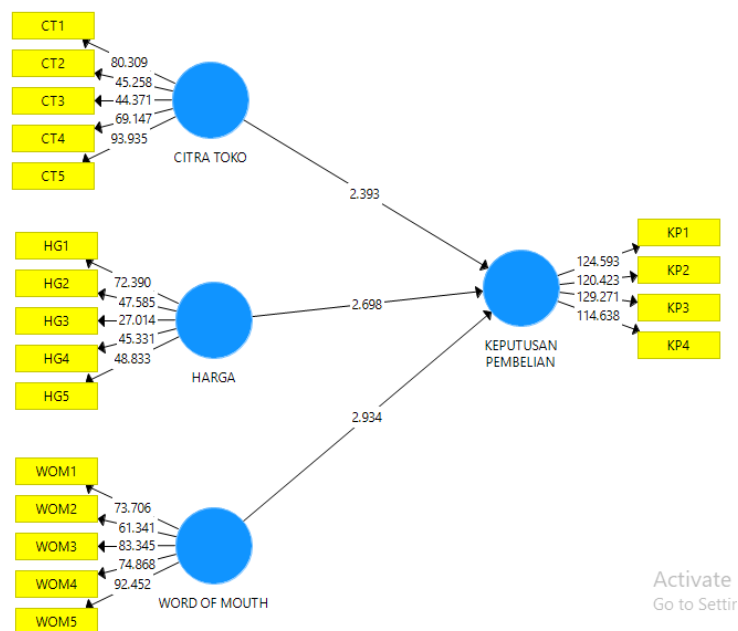 CT1
CT2
CT3
CT4
CT5
80.309
45.258
44.371
69.147
93.935
CITRA TOKO
2.393
HG1
HG2
HG3
HG4
HG5
72.390
47.585
27.014
45.331
48.833
HARGA
2.698
KP1
KP2
KP3
KP4
124.593
120.423
129.271
114.638
KEPUTUSAN
PEMBELIAN
2.934
WOM1
WOM2
WOM3
WOM4
WOM5
73.706
61.341
83.345
74.868
92.452
WORD OF MOUTH
Activate
Go to Settin